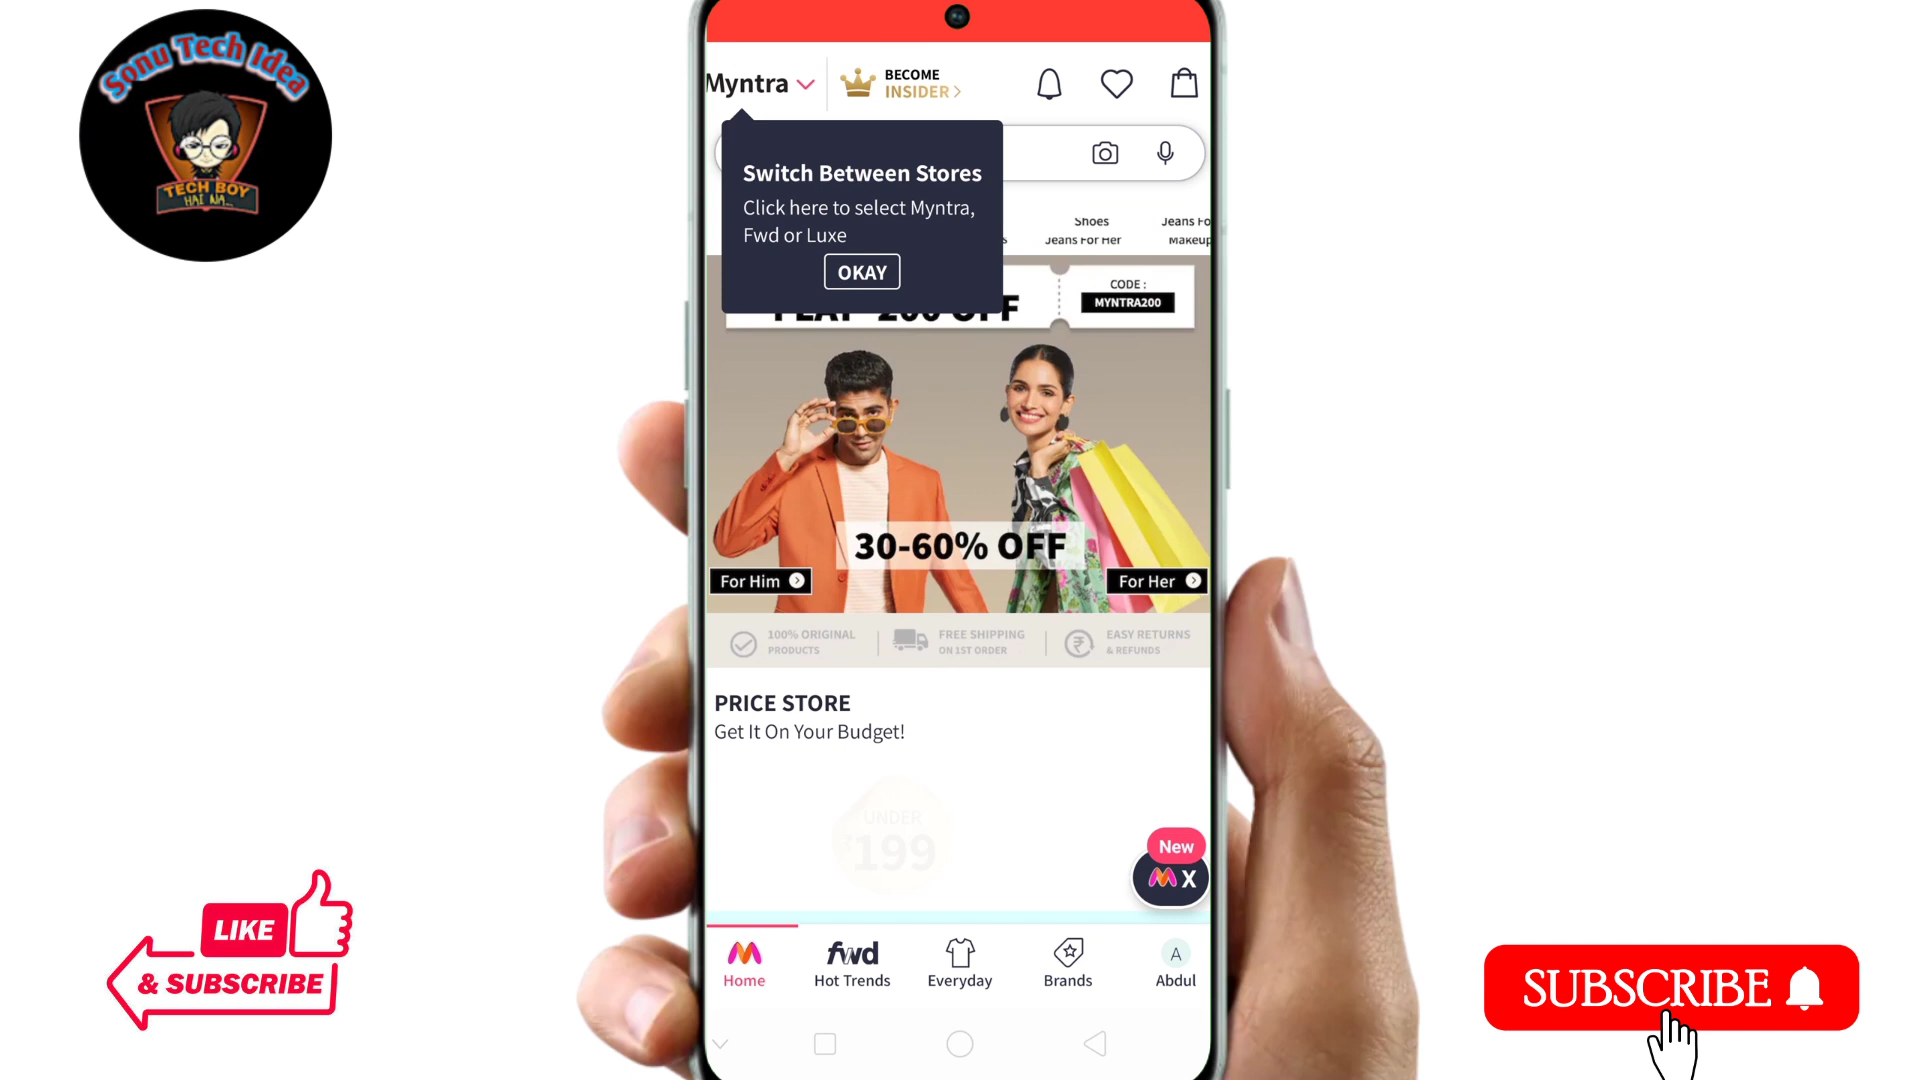 Sonu Tech Idea
TECH BOY
HAI NA..
Myntra
BECOME
INSIDER
Switch Between Stores
Click here to select Myntra,
Fwd or Luxe
OKAY
Shoes
Jeans Fo
s
Jeans For Her
Makeup
FLAT 200 OFF
CODE :
MYNTRA200
30-60% OFF
For Him
For Her
100% ORIGINAL
PRODUCTS
FREE SHIPPING
ON 1ST ORDER
EASY RETURNS
& REFUNDS
PRICE STORE
Get It On Your Budget!
UNDER
₹199
New
X
LIKE
& SUBSCRIBE
fwd
A
Home
Hot Trends
Everyday
Brands
Abdul
SUBSCRIBE